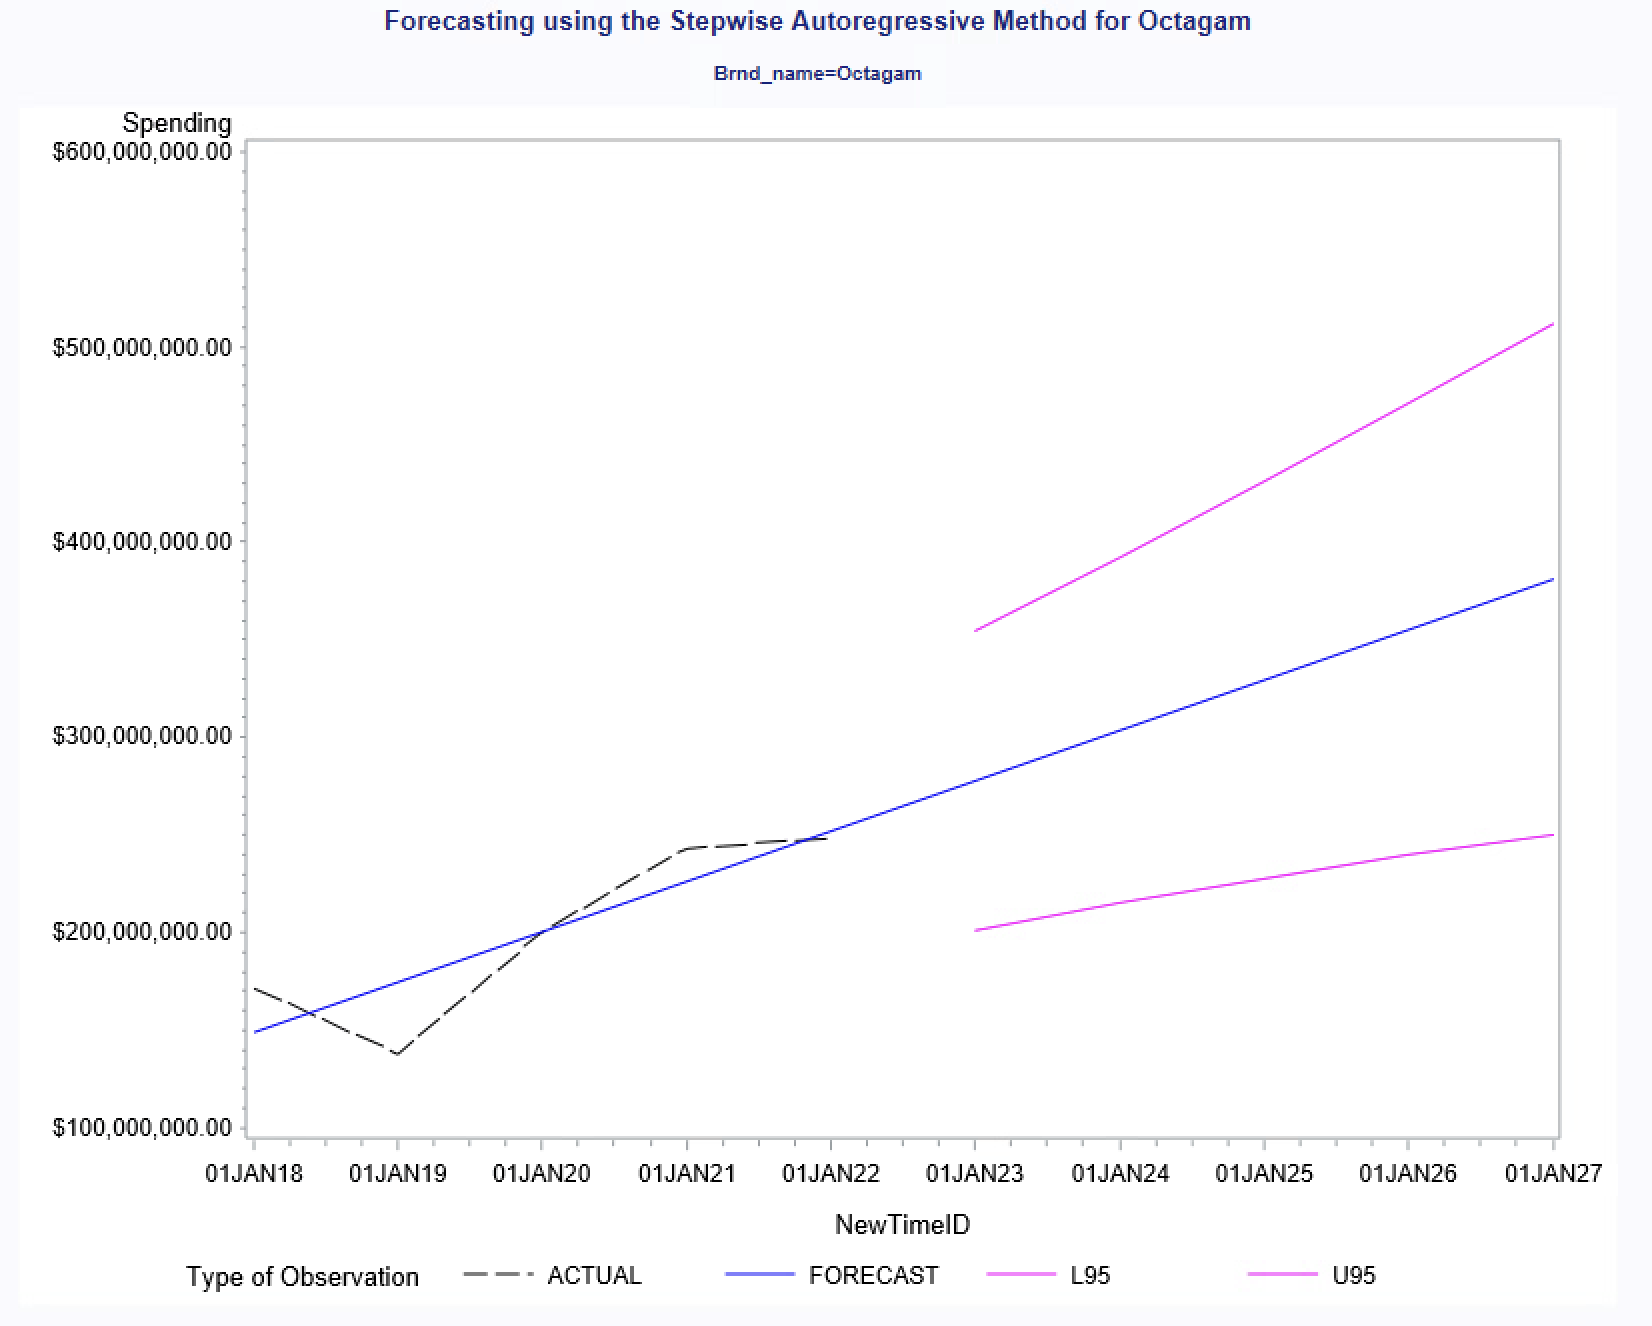 Forecasting using the Stepwise Autoregressive Method for Octagam
Brnd_name=Octagam
Spending
$600,000,000.00
$500,000,000.00
$400,000,000.00
$300,000,000.00
$200,000,000.00
$100,000,000.00
01JAN18 01JAN19 01JAN20 01JAN21 01JAN22 01JAN23 01JAN24 01JAN25 01JAN26 01JAN27
NewTimeID
Type of Observation ACTUAL FORECAST L95 U95